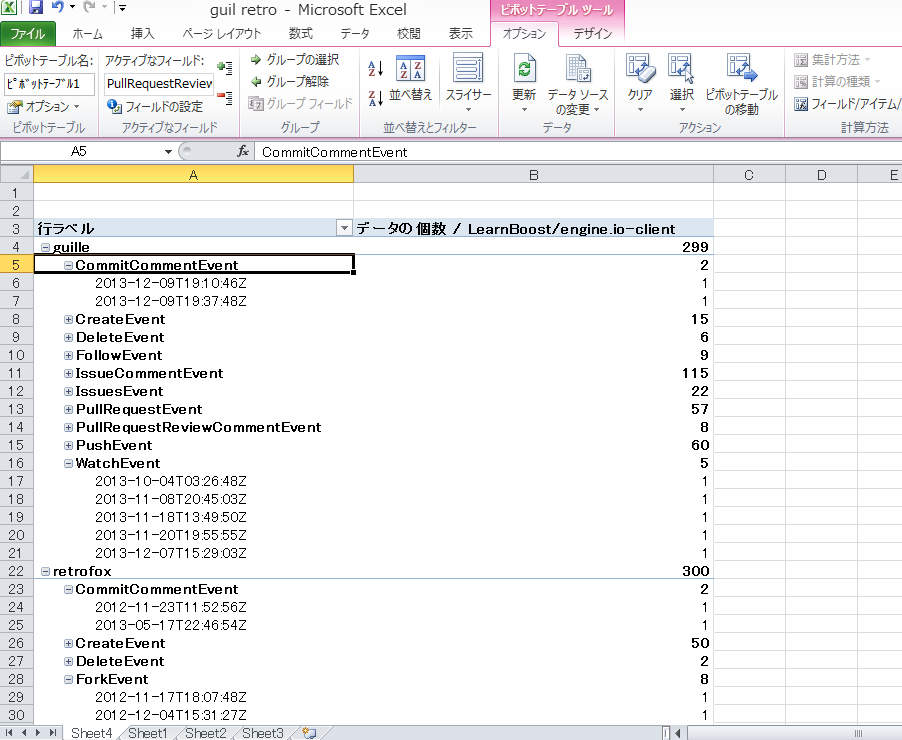 guil retro - Microsoft Excel
ピボットテーブル ツール
ファイル ホーム 挿入 ページ レイアウト 数式 データ 校閲 表示 オプション デザイン
ピボットテーブル名: アクティブなフィールド: グループの選択 集計方法
ピボットテーブル1 PullRequestReview グループ解除 並べ替え スライサー 更新 データ ソースの変更 クリア 選択 ピボットテーブルの移動 計算の種類
オプション フィールドの設定 グループ フィールド フィールド/アイテム/
ピボットテーブル アクティブなフィールド グループ 並べ替えとフィルター データ アクション 計算方法
A5 fx CommitCommentEvent
A B C D E
1
2
3 行ラベル データの個数 / LearnBoost/engine.io-client
4 guille 299
5 CommitCommentEvent 2
6 2013-12-09T19:10:46Z 1
7 2013-12-09T19:37:48Z 1
8 CreateEvent 15
9 DeleteEvent 6
10 FollowEvent 9
11 IssueCommentEvent 115
12 IssuesEvent 22
13 PullRequestEvent 57
14 PullRequestReviewCommentEvent 8
15 PushEvent 60
16 WatchEvent 5
17 2013-10-04T03:26:48Z 1
18 2013-11-08T20:45:03Z 1
19 2013-11-18T13:49:50Z 1
20 2013-11-20T19:55:55Z 1
21 2013-12-07T15:29:03Z 1
22 retrofox 300
23 CommitCommentEvent 2
24 2012-11-23T11:52:56Z 1
25 2013-05-17T22:46:54Z 1
26 CreateEvent 50
27 DeleteEvent 2
28 ForkEvent 8
29 2012-11-17T18:07:48Z 1
30 2012-12-04T15:31:27Z 1
Sheet4 Sheet1 Sheet2 Sheet3